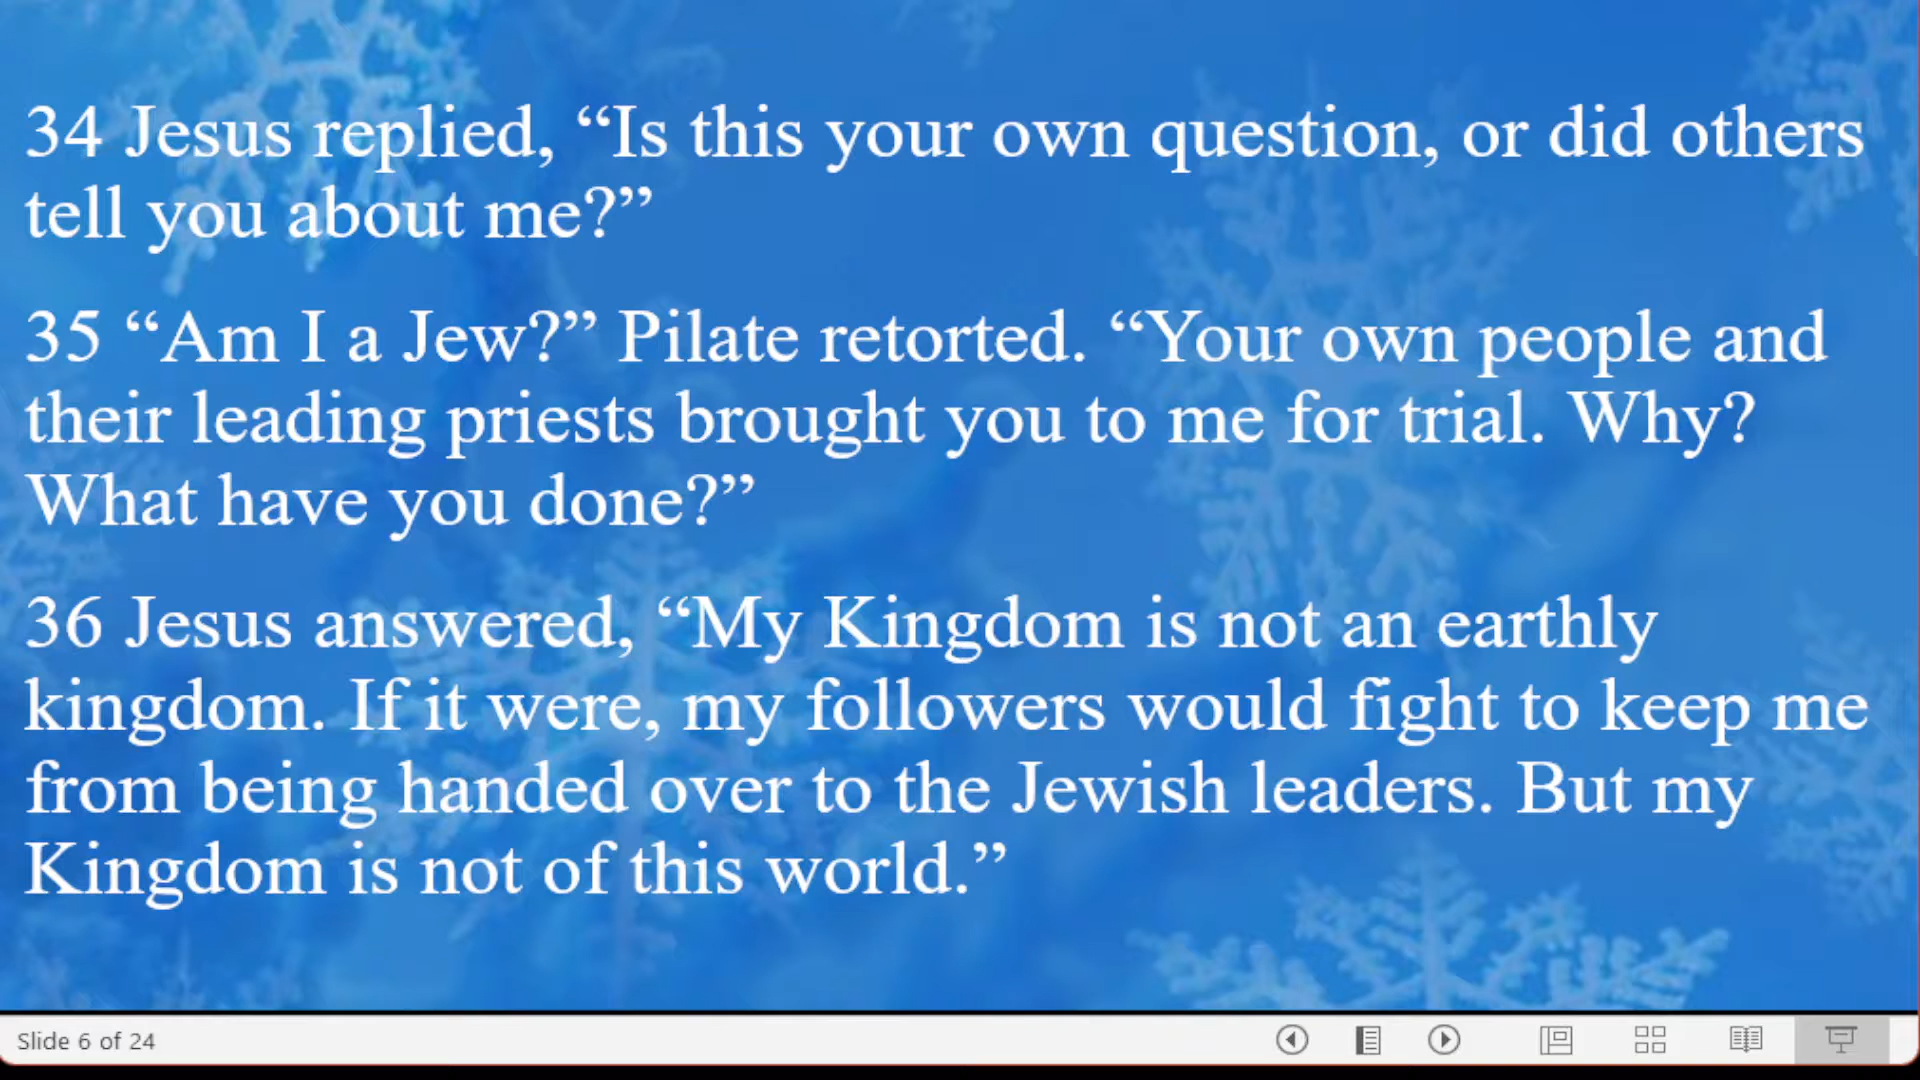 34 Jesus replied, “Is this your own question, or did others
tell you about me?”
35 “Am I a Jew?” Pilate retorted. “Your own people and
their leading priests brought you to me for trial. Why?
What have you done?”
36 Jesus answered, “My Kingdom is not an earthly
kingdom. If it were, my followers would fight to keep me
from being handed over to the Jewish leaders. But my
Kingdom is not of this world.”
Slide 6 of 24